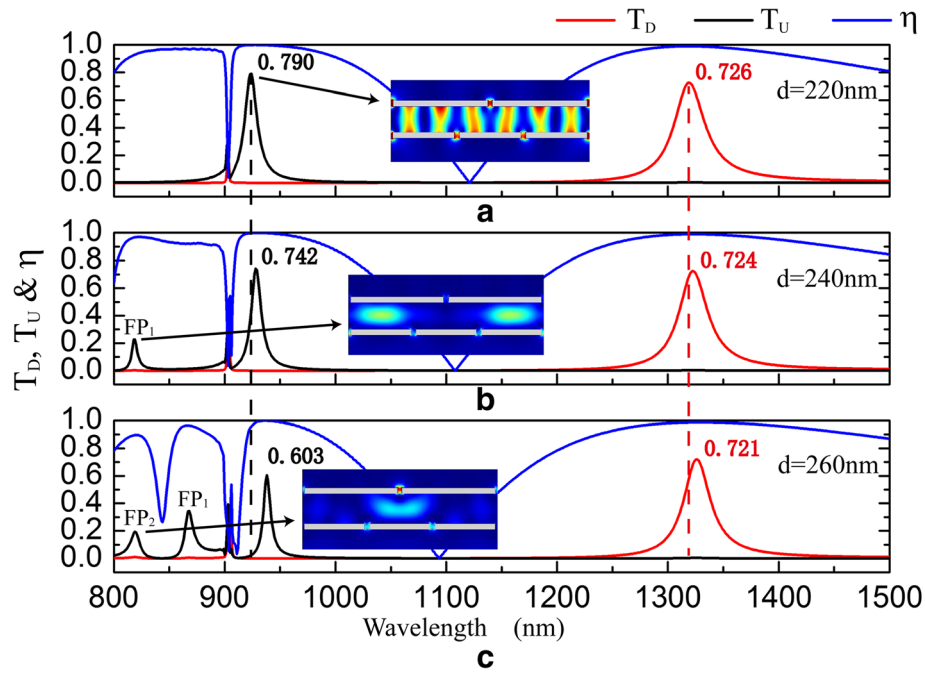 T_D T_U η
T_D, T_U & η
1.0
0.8
0.6
0.4
0.2
0.0
0.790
0.726
d=220nm
a
1.0
0.8
0.6
0.4
0.2
0.0
FP₁
0.742
0.724
d=240nm
b
1.0
0.8
0.6
0.4
0.2
0.0
FP₂
FP₁
0.603
0.721
d=260nm
800 900 1000 1100 1200 1300 1400 1500
Wavelength (nm)
c